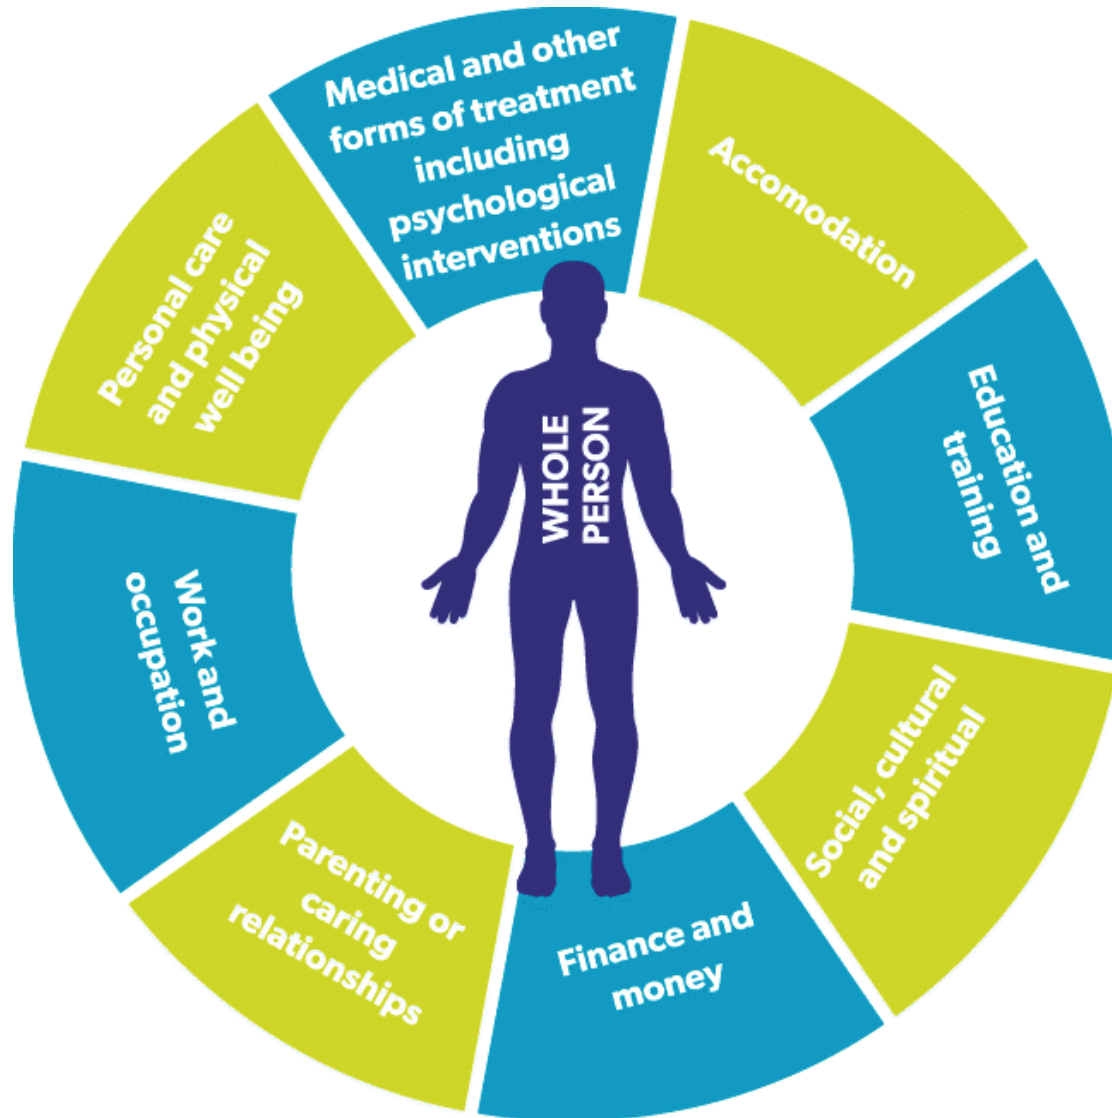 Medical and other
forms of treatment
including
psychological
interventions
Accomodation
Education and
training
Social, cultural
and spiritual
Finance and
money
Parenting or
caring
relationships
Work and
occupation
Personal care
and physical
well being
WHOLE
PERSON